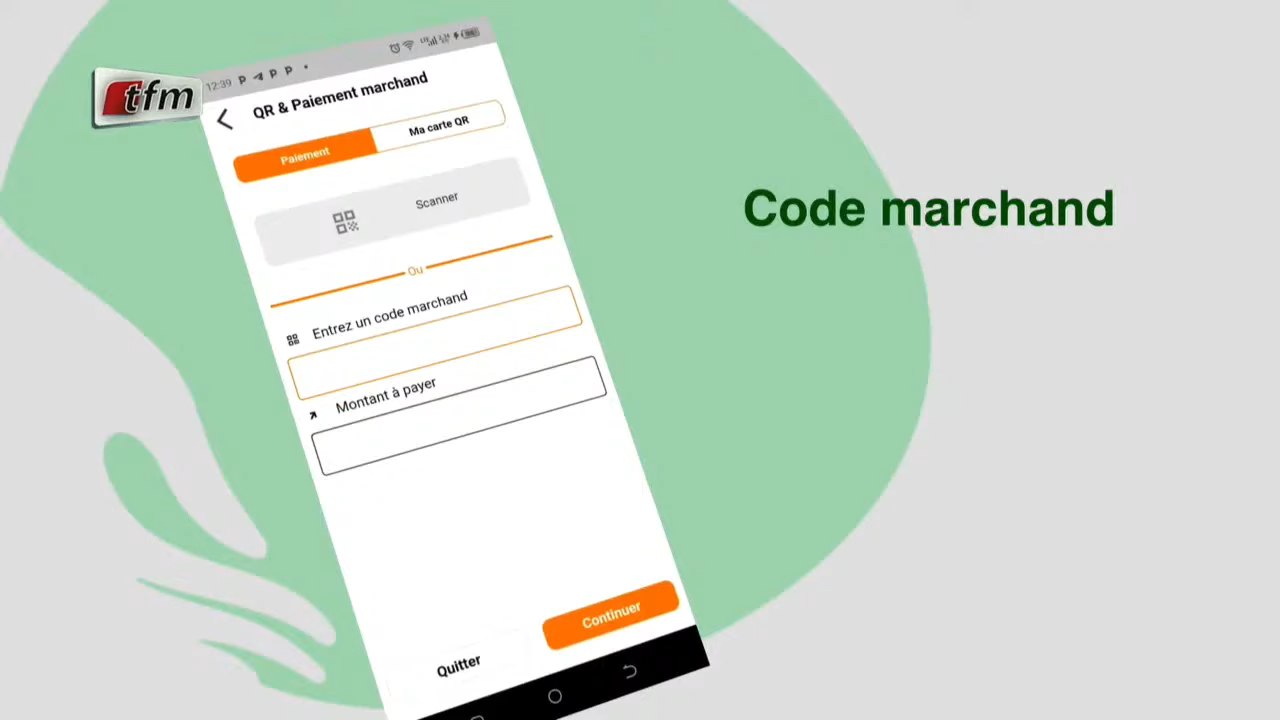 tfm
12:39
QR & Paiement marchand
Paiement
Ma carte QR
Scanner
Ou
Entrez un code marchand
Montant à payer
Continuer
Quitter
Code marchand